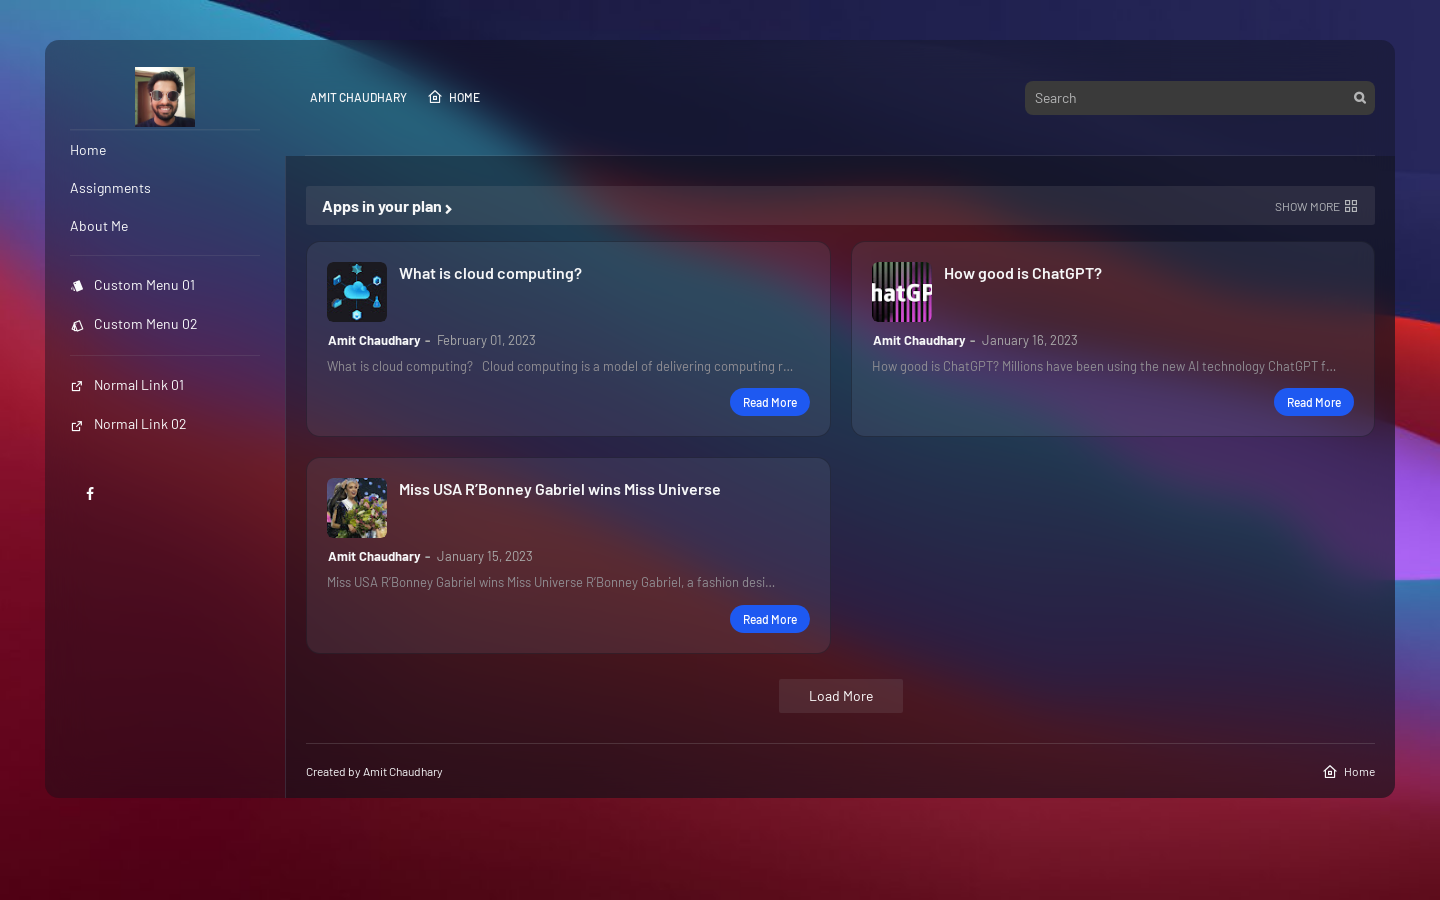 AMIT CHAUDHARY
HOME
Search
Home
Assignments
About Me
Custom Menu 01
Custom Menu 02
Normal Link 01
Normal Link 02
Apps in your plan
SHOW MORE
What is cloud computing?
Amit Chaudhary - February 01, 2023
What is cloud computing? Cloud computing is a model of delivering computing r...
Read More
hatGP
How good is ChatGPT?
Amit Chaudhary - January 16, 2023
How good is ChatGPT? Millions have been using the new AI technology ChatGPT f...
Read More
Miss USA R’Bonney Gabriel wins Miss Universe
Amit Chaudhary - January 15, 2023
Miss USA R’Bonney Gabriel wins Miss Universe R’Bonney Gabriel, a fashion desi...
Read More
Load More
Created by Amit Chaudhary
Home